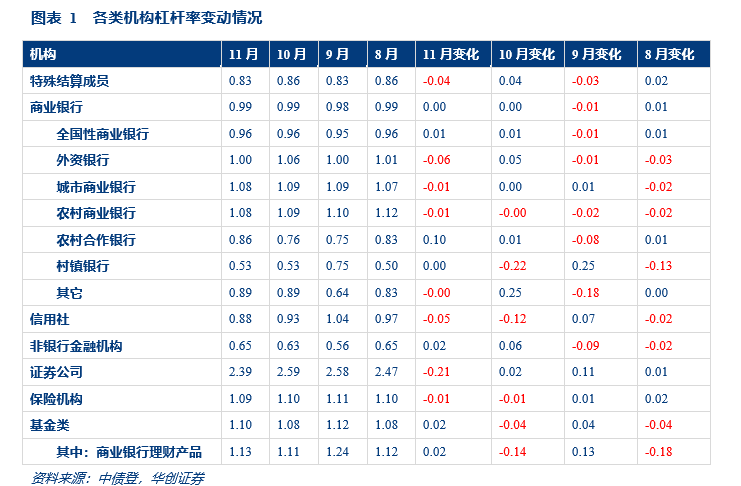 图表 1 各类机构杠杆率变动情况
机构 11月 10月 9月 8月 11月变化 10月变化 9月变化 8月变化
特殊结算成员 0.83 0.86 0.83 0.86 -0.04 0.04 -0.03 0.02
商业银行 0.99 0.99 0.98 0.99 0.00 0.00 -0.01 0.01
全国性商业银行 0.96 0.96 0.95 0.96 0.01 0.01 -0.01 0.01
外资银行 1.00 1.06 1.00 1.01 -0.06 0.05 -0.01 -0.03
城市商业银行 1.08 1.09 1.09 1.07 -0.01 0.00 0.01 -0.02
农村商业银行 1.08 1.09 1.10 1.12 -0.01 -0.00 -0.02 -0.02
农村合作银行 0.86 0.76 0.75 0.83 0.10 0.01 -0.08 0.01
村镇银行 0.53 0.53 0.75 0.50 0.00 -0.22 0.25 -0.13
其它 0.89 0.89 0.64 0.83 -0.00 0.25 -0.18 0.00
信用社 0.88 0.93 1.04 0.97 -0.05 -0.12 0.07 -0.02
非银行金融机构 0.65 0.63 0.56 0.65 0.02 0.06 -0.09 -0.02
证券公司 2.39 2.59 2.58 2.47 -0.21 0.02 0.11 0.01
保险机构 1.09 1.10 1.11 1.10 -0.01 -0.01 0.01 0.02
基金类 1.10 1.08 1.12 1.08 0.02 -0.04 0.04 -0.04
其中：商业银行理财产品 1.13 1.11 1.24 1.12 0.02 -0.14 0.13 -0.18
资料来源：中债登，华创证券